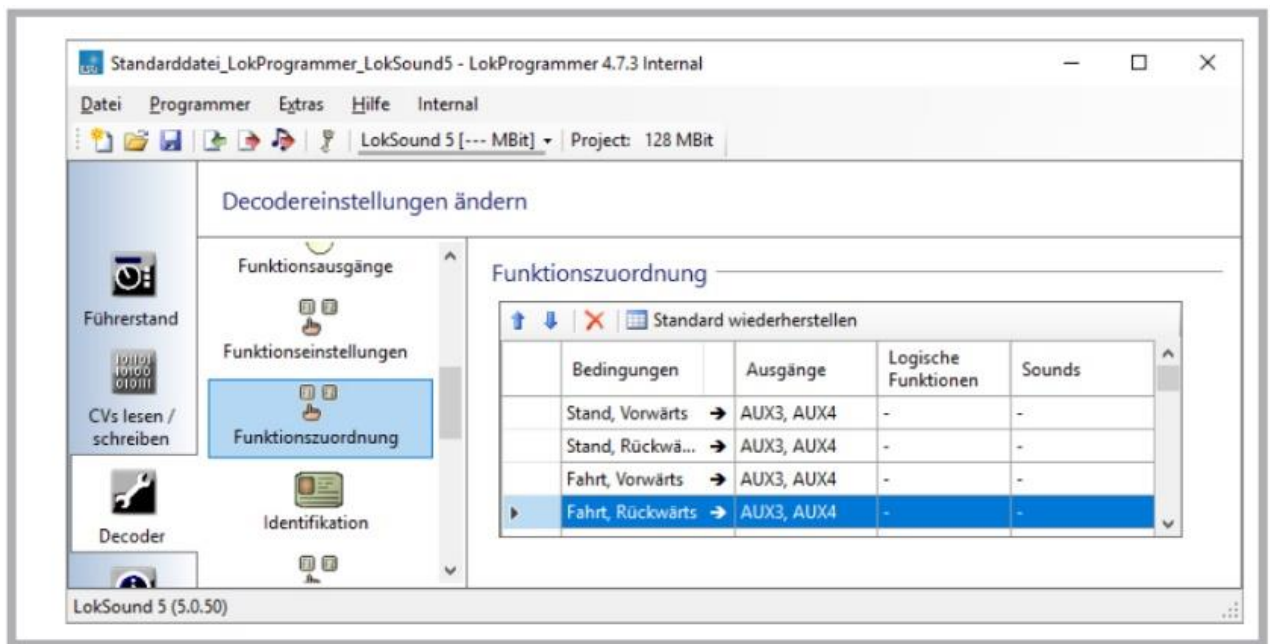 Standarddatei_LokProgrammer_LokSound5 - LokProgrammer 4.7.3 Internal
Datei Programmer Extras Hilfe Internal
LokSound 5 [--- MBit] Project: 128 MBit
Decodereinstellungen ändern
Führerstand
CVs lesen /
schreiben
Decoder
Funktionsausgänge
Funktionseinstellungen
Funktionszuordnung
Identifikation
Funktionszuordnung
Standard wiederherstellen
Bedingungen Ausgänge Logische Funktionen Sounds
Stand, Vorwärts → AUX3, AUX4 - -
Stand, Rückwä... → AUX3, AUX4 - -
Fahrt, Vorwärts → AUX3, AUX4 - -
Fahrt, Rückwärts → AUX3, AUX4 - -
LokSound 5 (5.0.50)